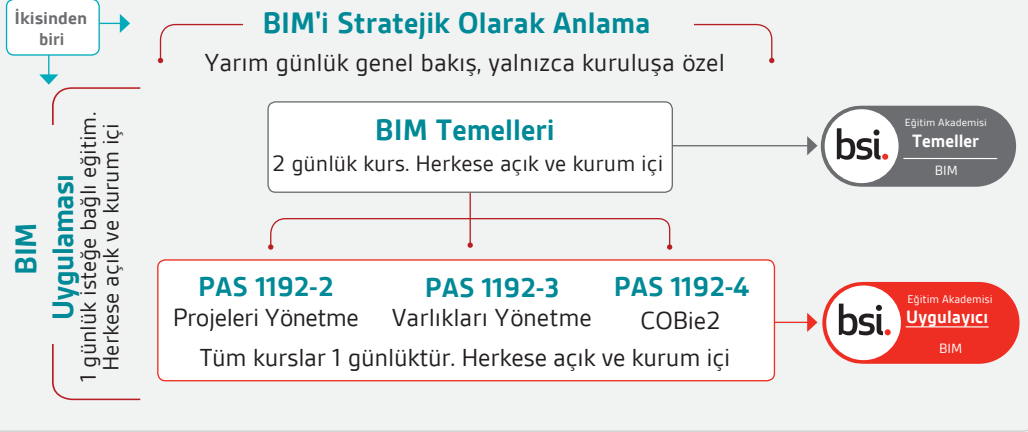 İkisinden
biri
BIM'i Stratejik Olarak Anlama
Yarım günlük genel bakış, yalnızca kuruluşa özel
BIM
Uygulaması
1 günlük isteğe bağlı eğitim.
Herkese açık ve kurum içi
BIM Temelleri
2 günlük kurs. Herkese açık ve kurum içi
bsi.
Eğitim Akademisi
Temeller
BIM
PAS 1192-2
Projeleri Yönetme
PAS 1192-3
Varlıkları Yönetme
PAS 1192-4
COBie2
Tüm kurslar 1 günlüktür. Herkese açık ve kurum içi
bsi.
Eğitim Akademisi
Uygulayıcı
BIM